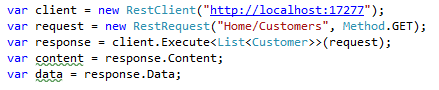 var client = new RestClient("http://localhost:17277");
var request = new RestRequest("Home/Customers", Method.GET);
var response = client.Execute<List<Customer>>(request);
var content = response.Content;
var data = response.Data;